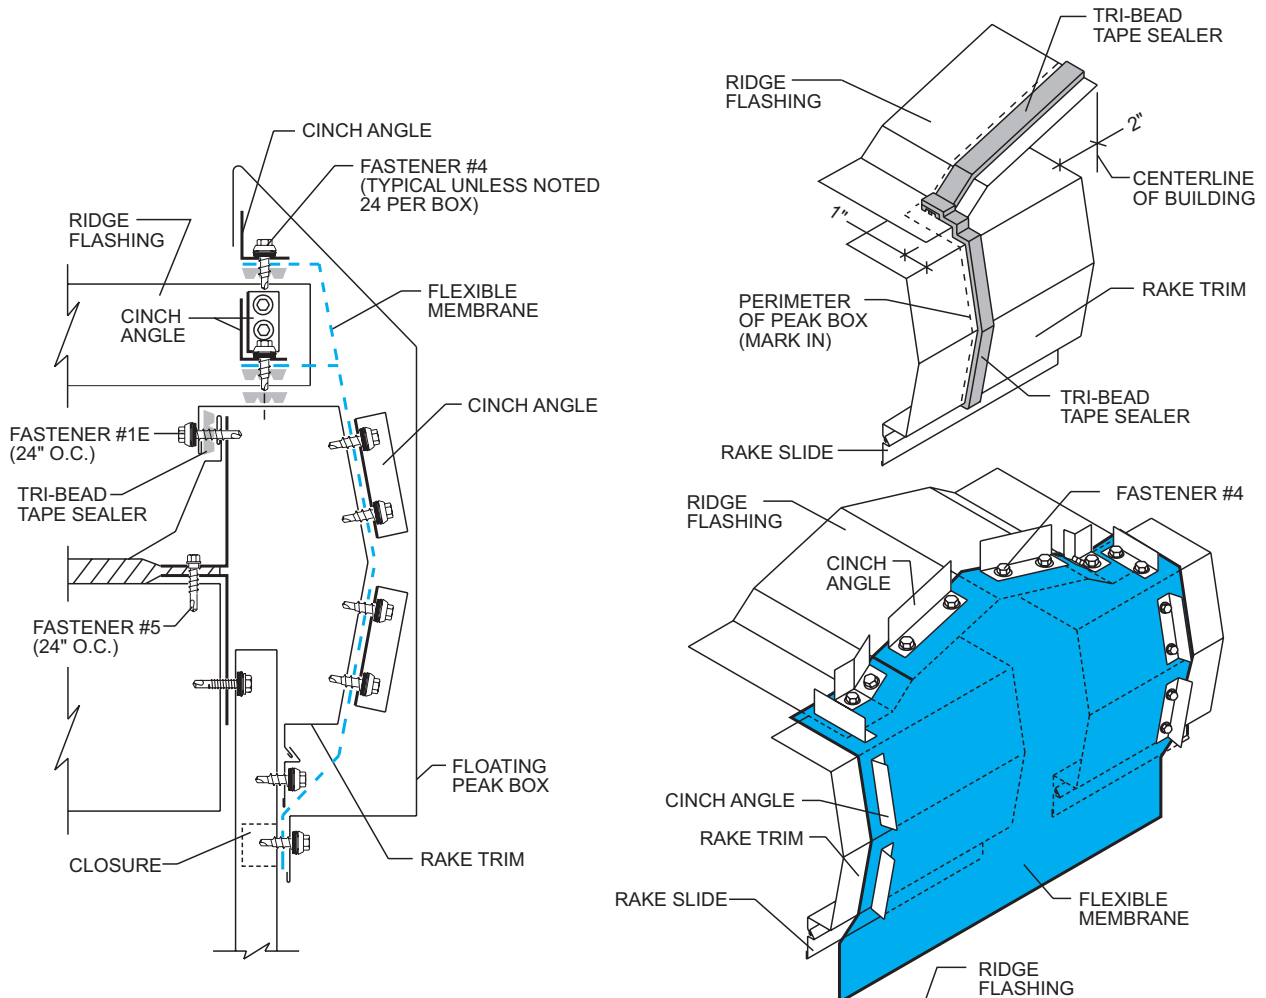 CINCH ANGLE
FASTENER #4
(TYPICAL UNLESS NOTED
24 PER BOX)
RIDGE
FLASHING
FLEXIBLE
MEMBRANE
CINCH
ANGLE
CINCH ANGLE
FASTENER #1E
(24" O.C.)
TRI-BEAD
TAPE SEALER
FASTENER #5
(24" O.C.)
FLOATING
PEAK BOX
CLOSURE
RAKE TRIM
TRI-BEAD
TAPE SEALER
RIDGE
FLASHING
2"
CENTERLINE
OF BUILDING
1"
RAKE TRIM
PERIMETER
OF PEAK BOX
(MARK IN)
TRI-BEAD
TAPE SEALER
RAKE SLIDE
FASTENER #4
RIDGE
FLASHING
CINCH
ANGLE
CINCH ANGLE
RAKE TRIM
RAKE SLIDE
FLEXIBLE
MEMBRANE
RIDGE
FLASHING